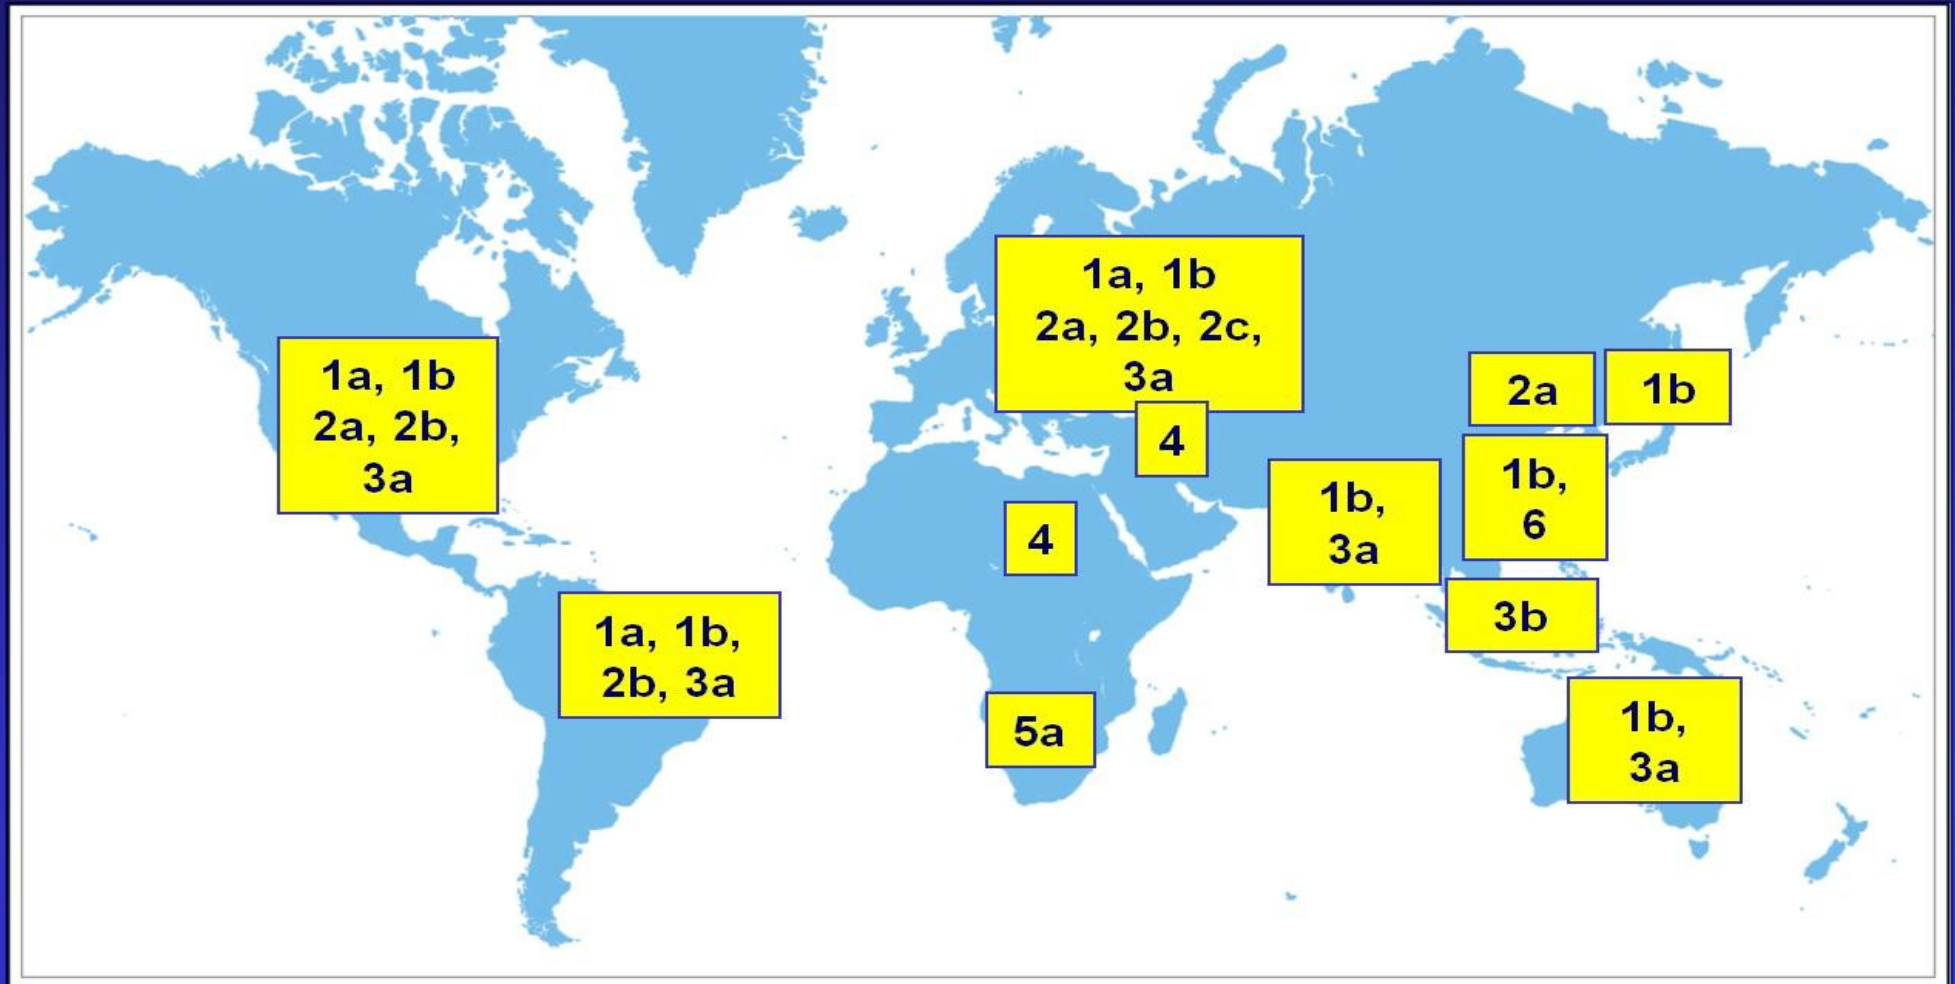 1a, 1b
2a, 2b, 2c,
3a
1a, 1b
2a, 2b,
3a
2a
1b
4
1b,
3a
1b,
6
4
1a, 1b,
2b, 3a
3b
5a
1b,
3a